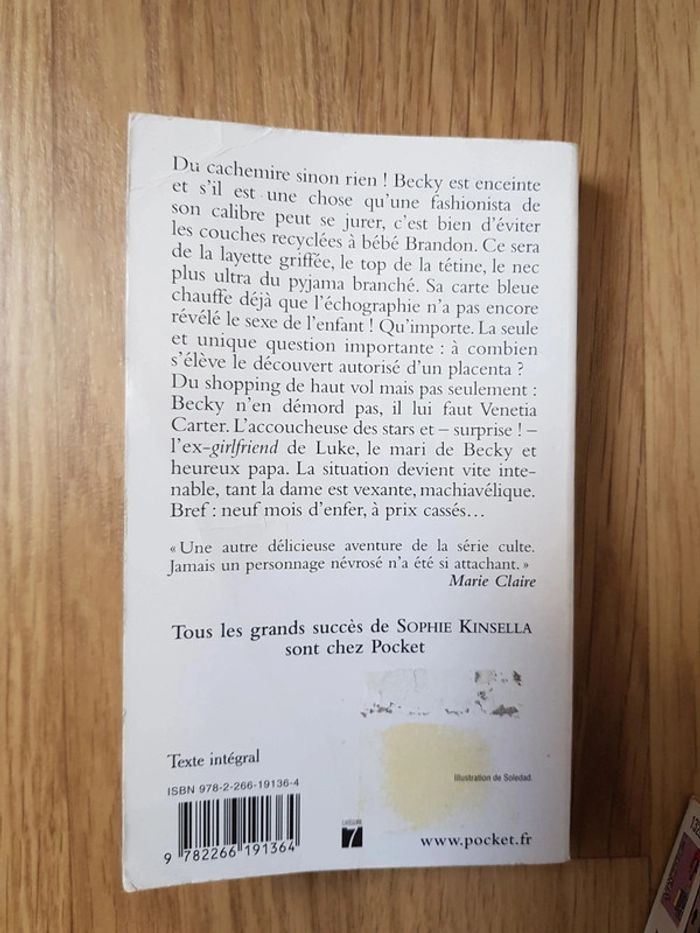 Du cachemire sinon rien ! Becky est enceinte
et s'il est une chose qu'une fashionista de
son calibre peut se jurer, c'est bien d'éviter
les couches recyclées à bébé Brandon. Ce sera
de la layette griffée, le top de la tétine, le nec
plus ultra du pyjama branché. Sa carte bleue
chauffe déjà que l'échographie n'a pas encore
révélé le sexe de l'enfant ! Qu'importe. La seule
et unique question importante : à combien
s'élève le découvert autorisé d'un placenta ?
Du shopping de haut vol mais pas seulement :
Becky n'en démord pas, il lui faut Venetia
Carter. L'accoucheuse des stars et – surprise ! –
l'ex-girlfriend de Luke, le mari de Becky et
heureux papa. La situation devient vite inte-
nable, tant la dame est vexante, machiavélique.
Bref : neuf mois d'enfer, à prix cassés…
« Une autre délicieuse aventure de la série culte.
Jamais un personnage névrosé n'a été si attachant. »
Marie Claire
Tous les grands succès de SOPHIE KINSELLA
sont chez Pocket
Texte intégral
Illustration de Soledad.
ISBN 978-2-266-19136-4
CATÉGORIE
7
9 782266 191364
www.pocket.fr